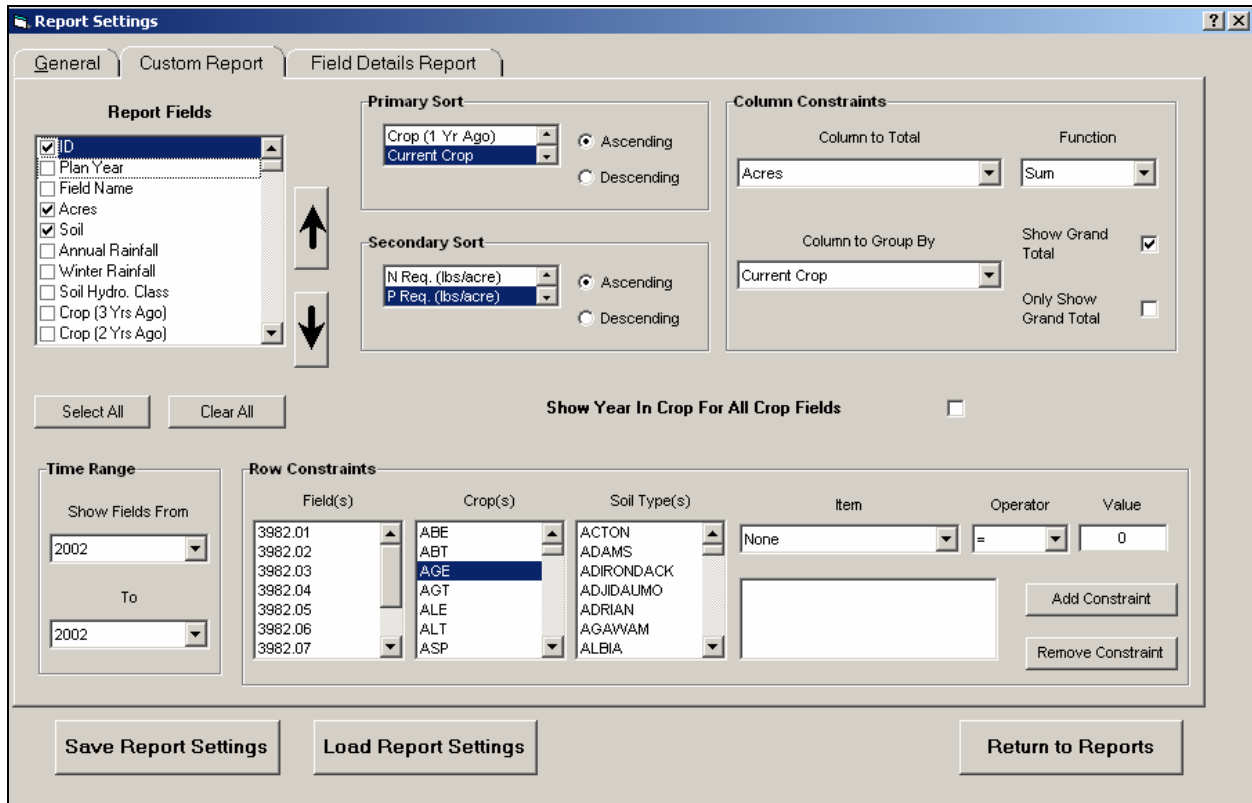 Report Settings
General
Custom Report
Field Details Report
Report Fields
ID
Plan Year
Field Name
Acres
Soil
Annual Rainfall
Winter Rainfall
Soil Hydro. Class
Crop (3 Yrs Ago)
Crop (2 Yrs Ago)
Select All
Clear All
Primary Sort
Crop (1 Yr Ago)
Current Crop
Ascending
Descending
Secondary Sort
N Req. (lbs/acre)
P Req. (lbs/acre)
Ascending
Descending
Column Constraints
Column to Total
Function
Acres
Sum
Column to Group By
Current Crop
Show Grand
Total
Only Show
Grand Total
Show Year In Crop For All Crop Fields
Time Range
Show Fields From
2002
To
2002
Row Constraints
Field(s)
3982.01
3982.02
3982.03
3982.04
3982.05
3982.06
3982.07
Crop(s)
ABE
ABT
AGE
AGT
ALE
ALT
ASP
Soil Type(s)
ACTON
ADAMS
ADIRONDACK
ADJIDAUMO
ADRIAN
AGAWAM
ALBIA
Item
None
Operator
=
Value
0
Add Constraint
Remove Constraint
Save Report Settings
Load Report Settings
Return to Reports